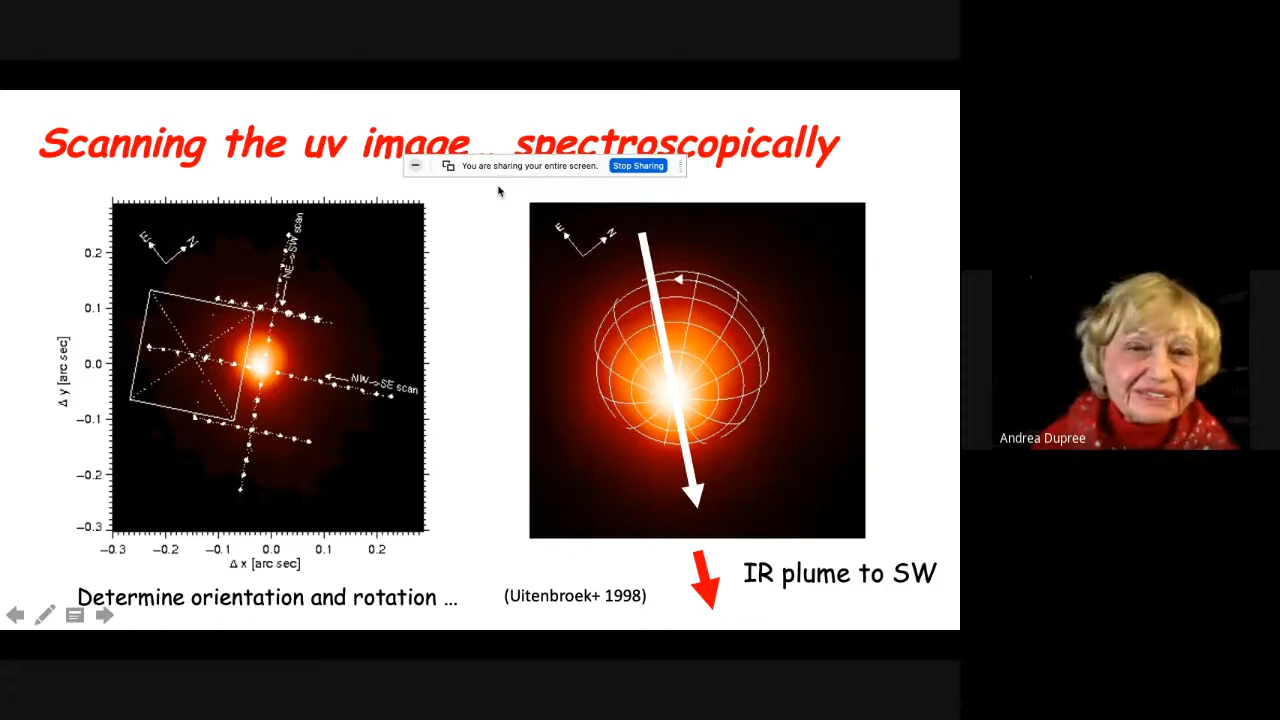 Scanning the uv image .. spectroscopically
You are sharing your entire screen. Stop Sharing
E N
NE->SW scan
NW->SE scan
Δ y [arc sec]
0.2
0.1
0.0
−0.1
−0.2
−0.3
−0.3 −0.2 −0.1 0.0 0.1 0.2
Δ x [arc sec]
E N
Determine orientation and rotation ...
(Uitenbroek+ 1998)
IR plume to SW
Andrea Dupree